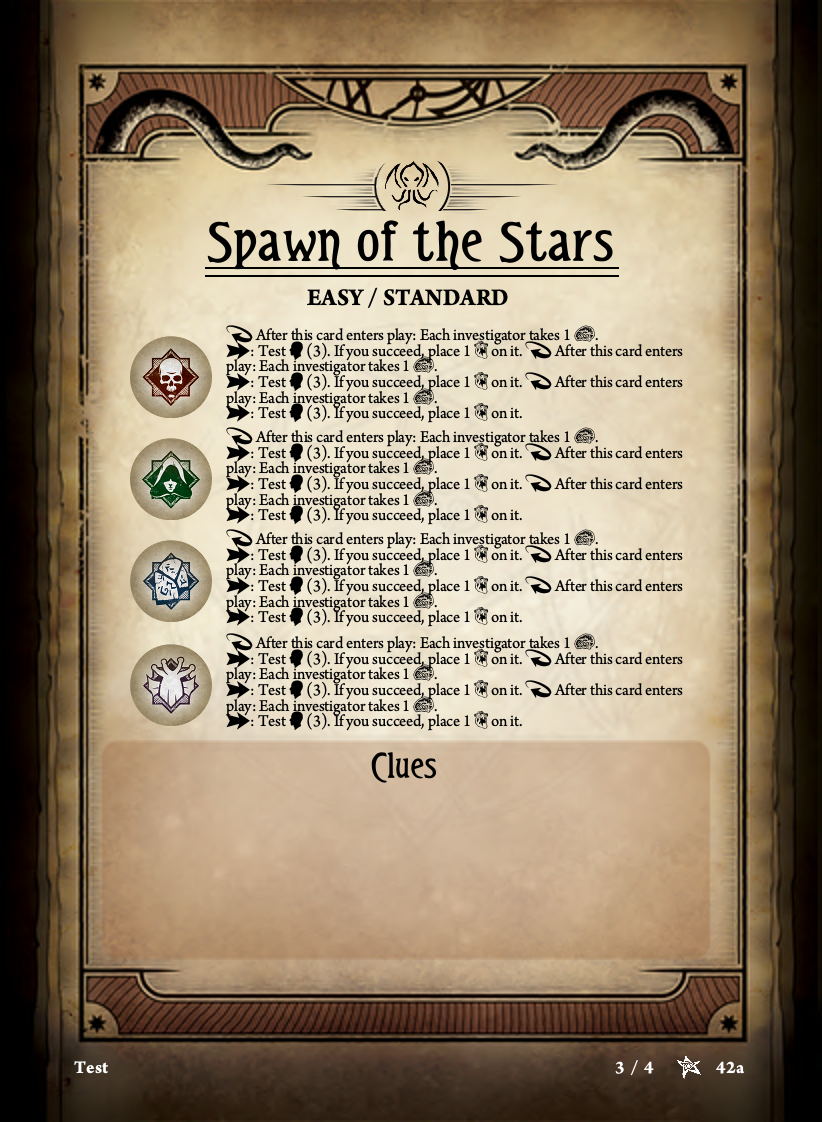 Spawn of the Stars
EASY / STANDARD
After this card enters play: Each investigator takes 1 .
: Test (3). If you succeed, place 1 on it. After this card enters
play: Each investigator takes 1 .
: Test (3). If you succeed, place 1 on it. After this card enters
play: Each investigator takes 1 .
: Test (3). If you succeed, place 1 on it.
After this card enters play: Each investigator takes 1 .
: Test (3). If you succeed, place 1 on it. After this card enters
play: Each investigator takes 1 .
: Test (3). If you succeed, place 1 on it. After this card enters
play: Each investigator takes 1 .
: Test (3). If you succeed, place 1 on it.
After this card enters play: Each investigator takes 1 .
: Test (3). If you succeed, place 1 on it. After this card enters
play: Each investigator takes 1 .
: Test (3). If you succeed, place 1 on it. After this card enters
play: Each investigator takes 1 .
: Test (3). If you succeed, place 1 on it.
After this card enters play: Each investigator takes 1 .
: Test (3). If you succeed, place 1 on it. After this card enters
play: Each investigator takes 1 .
: Test (3). If you succeed, place 1 on it. After this card enters
play: Each investigator takes 1 .
: Test (3). If you succeed, place 1 on it.
Clues
Test 3 / 4 42a